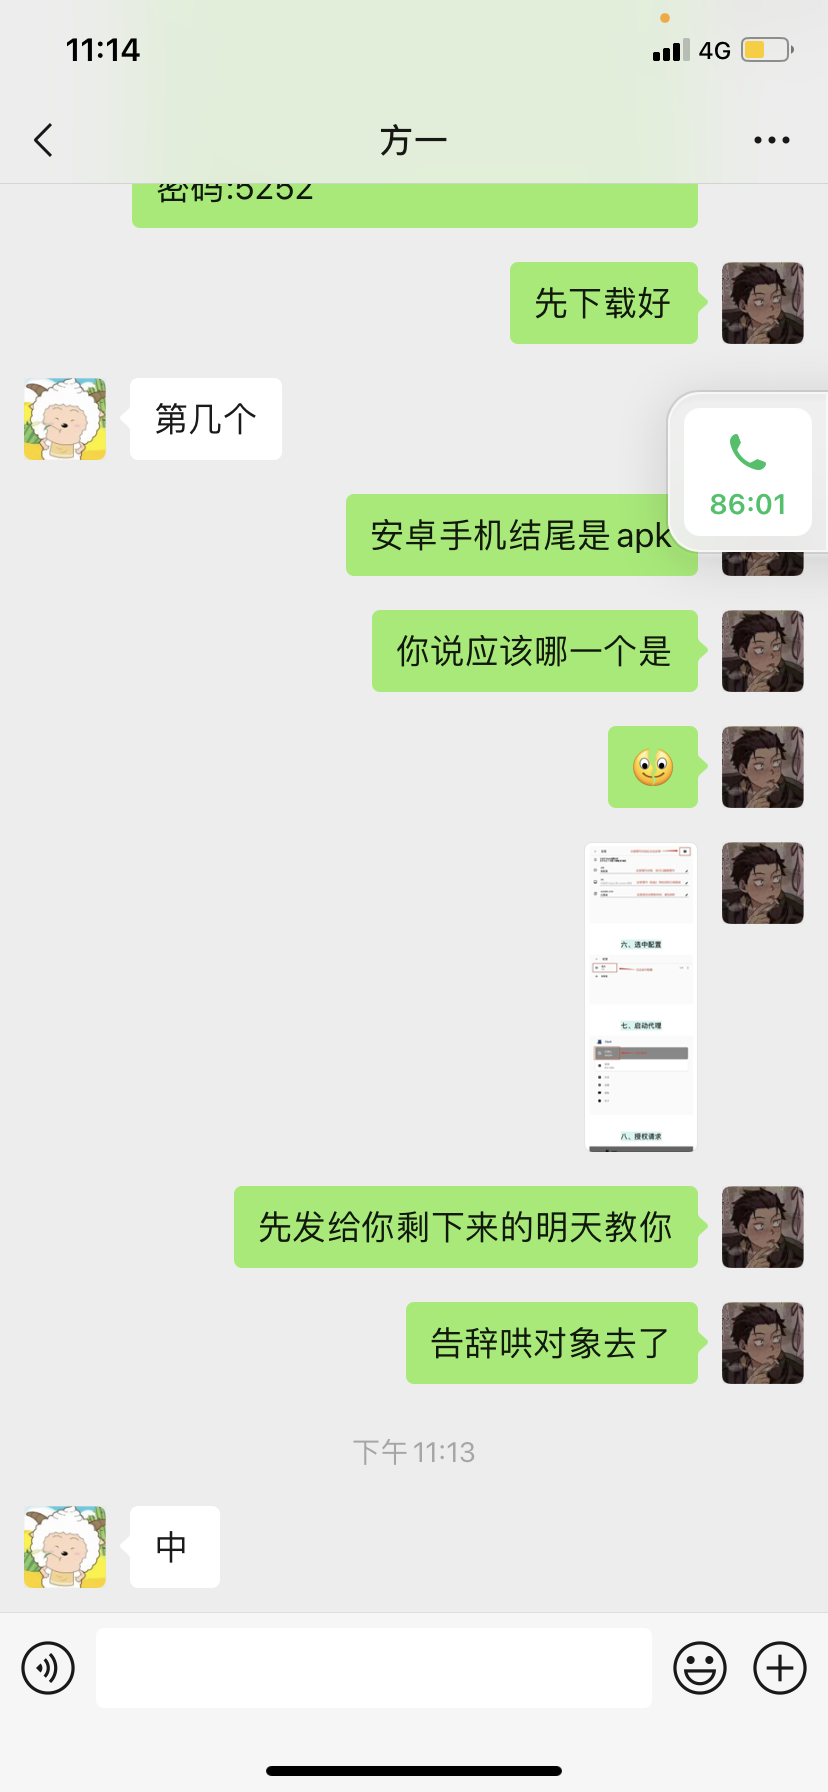 11:14
4G
方一
密码:5252
先下载好
第几个
86:01
安卓手机结尾是apk
你说应该哪一个是
六、选中配置
七、启动代理
八、授权请求
先发给你剩下来的明天教你
告辞哄对象去了
下午 11:13
中